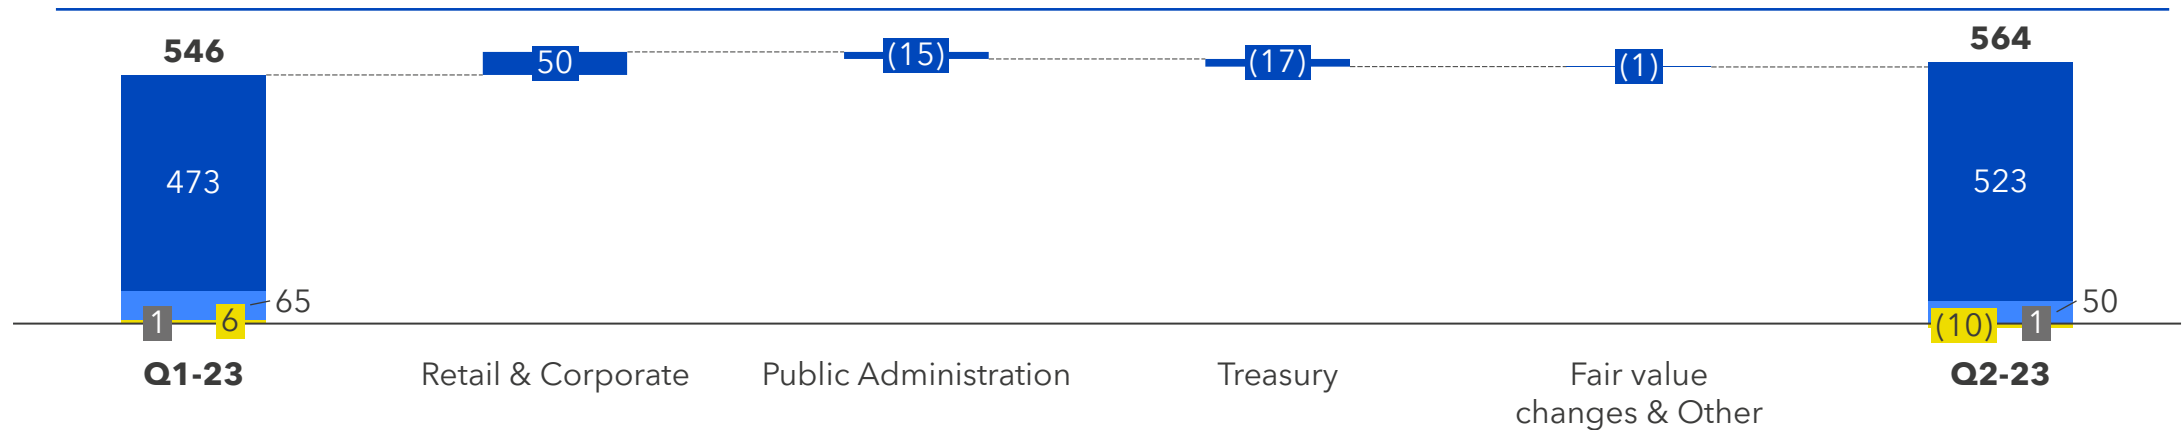 546
50
(15)
(17)
(1)
564
473
523
65
1
6
50
(10)
1
Q1-23
Retail & Corporate
Public Administration
Treasury
Fair value
changes & Other
Q2-23